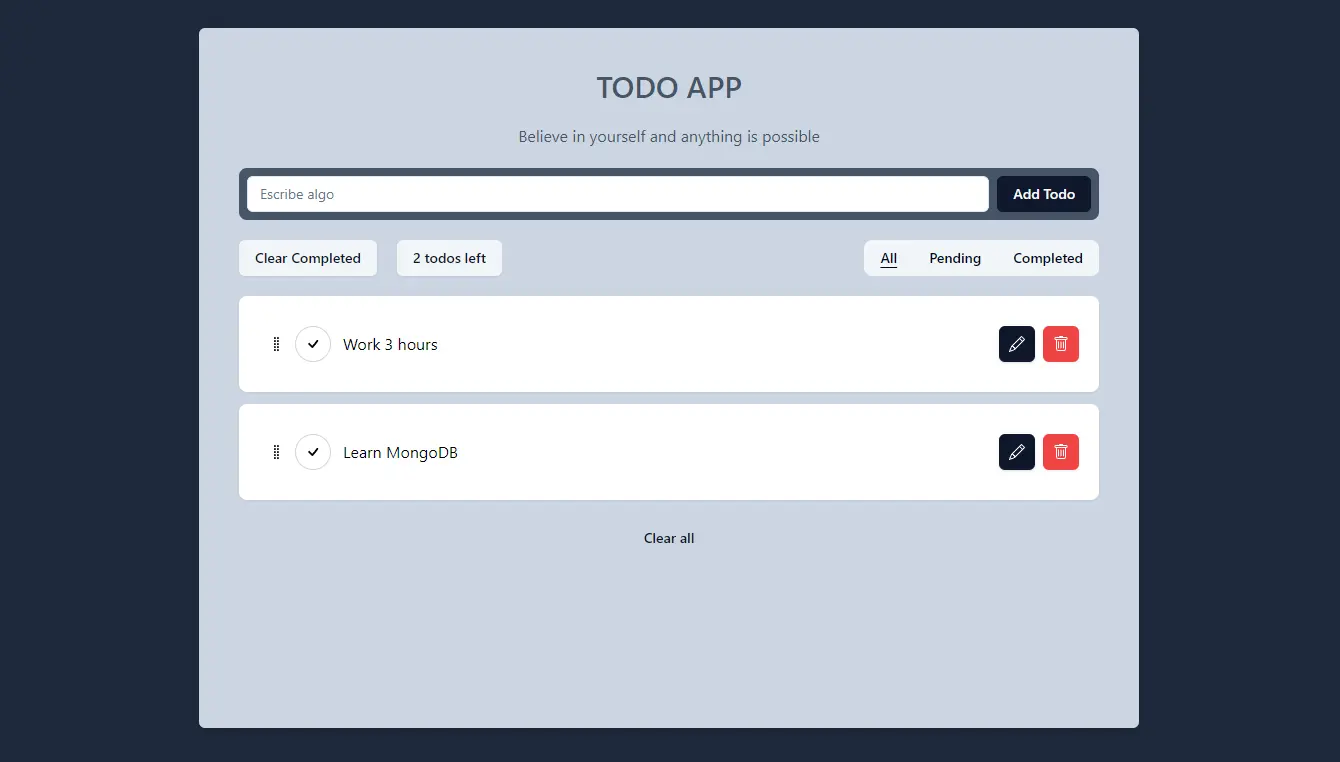 TODO APP
Believe in yourself and anything is possible
Escribe algo
Add Todo
Clear Completed
2 todos left
All
Pending
Completed
Work 3 hours
Learn MongoDB
Clear all